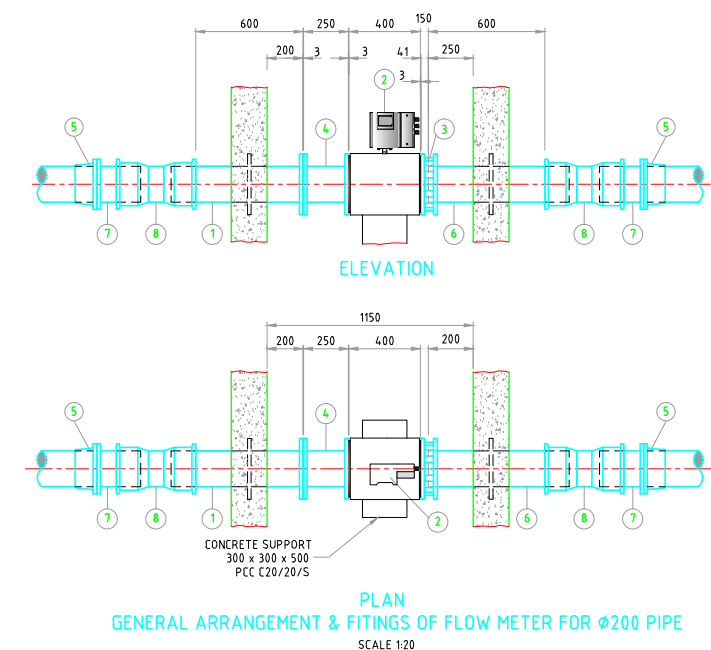 600 250 400 150 600
200 3 3 41 250
3
2
5 4 3 5
7 8 1 6 8 7
ELEVATION
1150
200 250 400 200
5 4 5
7 8 1 2 6 8 7
CONCRETE SUPPORT
300 x 300 x 500
PCC C20/20/S
PLAN
GENERAL ARRANGEMENT & FITINGS OF FLOW METER FOR Ø200 PIPE
SCALE 1:20